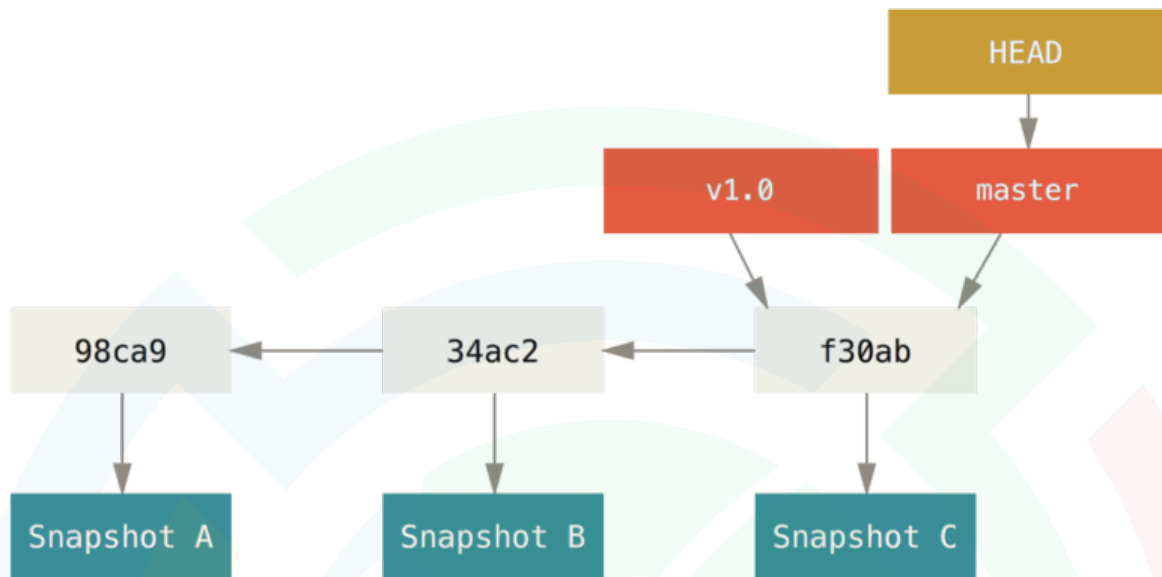 HEAD
v1.0
master
98ca9
34ac2
f30ab
Snapshot A
Snapshot B
Snapshot C